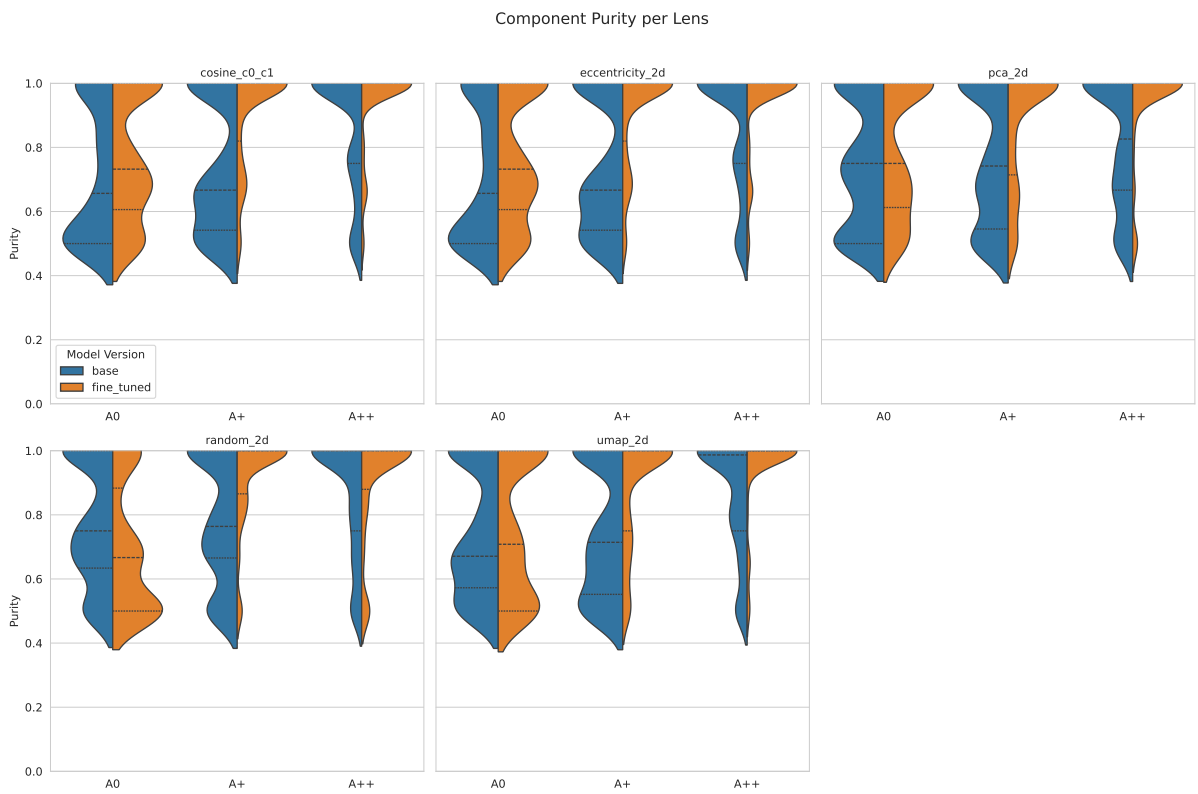 Component Purity per Lens
cosine_c0_c1
eccentricity_2d
pca_2d
1.0
0.8
0.6
0.4
0.2
0.0
Purity
Model Version
base
fine_tuned
A0 A+ A++
A0 A+ A++
A0 A+ A++
random_2d
umap_2d
1.0
0.8
0.6
0.4
0.2
0.0
Purity
A0 A+ A++
A0 A+ A++